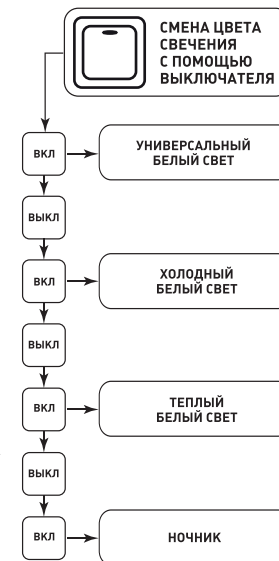 СМЕНА ЦВЕТА
СВЕЧЕНИЯ
С ПОМОЩЬЮ
ВЫКЛЮЧАТЕЛЯ
ВКЛ
УНИВЕРСАЛЬНЫЙ
БЕЛЫЙ СВЕТ
ВЫКЛ
ВКЛ
ХОЛОДНЫЙ
БЕЛЫЙ СВЕТ
ВЫКЛ
ВКЛ
ТЕПЛЫЙ
БЕЛЫЙ СВЕТ
ВЫКЛ
ВКЛ
НОЧНИК